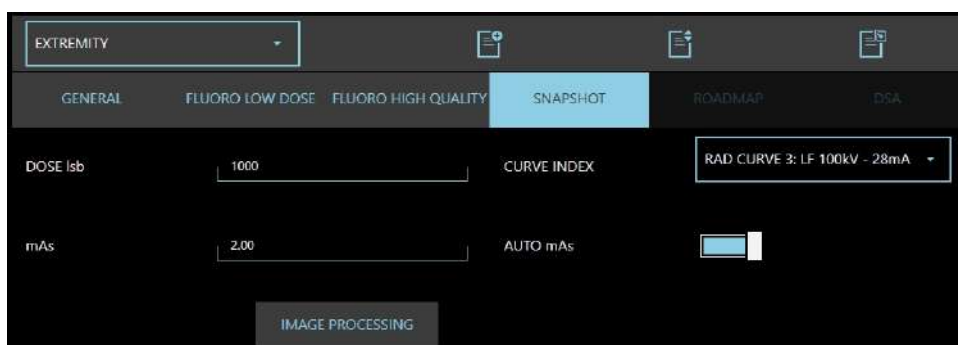 EXTREMITY
GENERAL FLUORO LOW DOSE FLUORO HIGH QUALITY SNAPSHOT ROADMAP DSA
DOSE lsb 1000 CURVE INDEX RAD CURVE 3: LF 100kV - 28mA
mAs 2.00 AUTO mAs
IMAGE PROCESSING